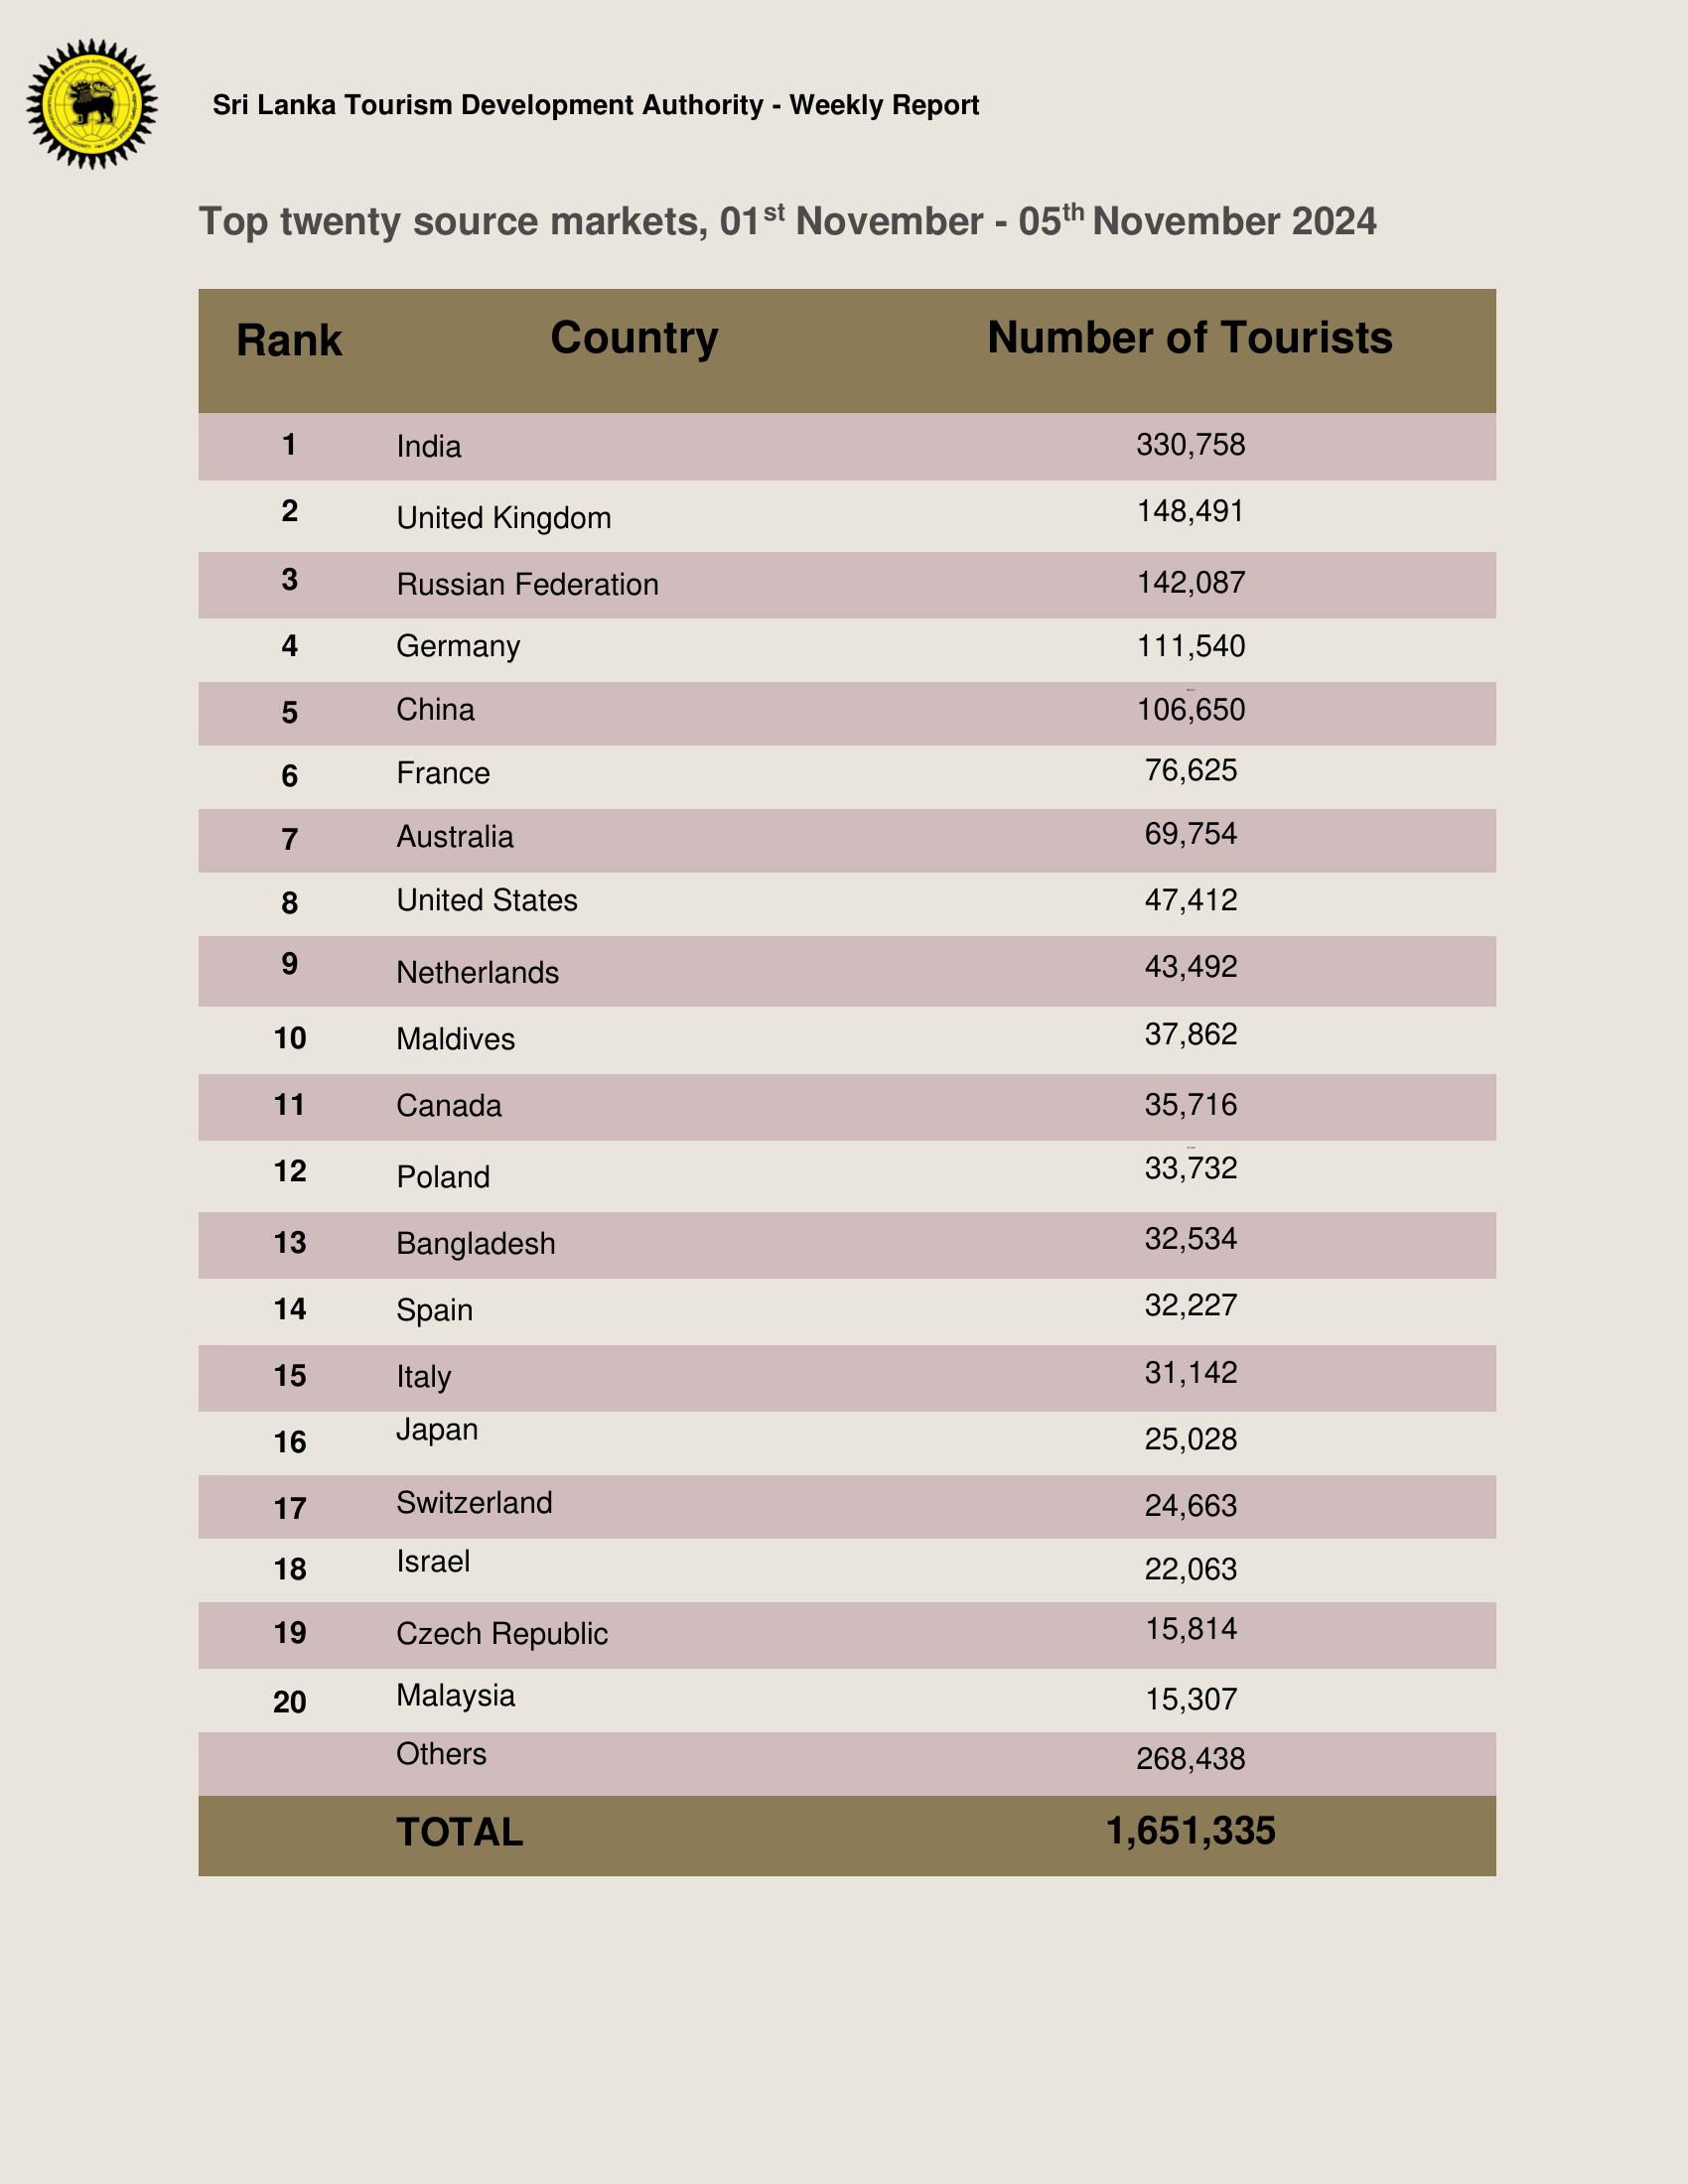 Sri Lanka Tourism Development Authority - Weekly Report
Top twenty source markets, 01st November - 05th November 2024
Rank Country Number of Tourists
1 India 330,758
2 United Kingdom 148,491
3 Russian Federation 142,087
4 Germany 111,540
5 China 106,650
6 France 76,625
7 Australia 69,754
8 United States 47,412
9 Netherlands 43,492
10 Maldives 37,862
11 Canada 35,716
12 Poland 33,732
13 Bangladesh 32,534
14 Spain 32,227
15 Italy 31,142
16 Japan 25,028
17 Switzerland 24,663
18 Israel 22,063
19 Czech Republic 15,814
20 Malaysia 15,307
Others 268,438
TOTAL 1,651,335